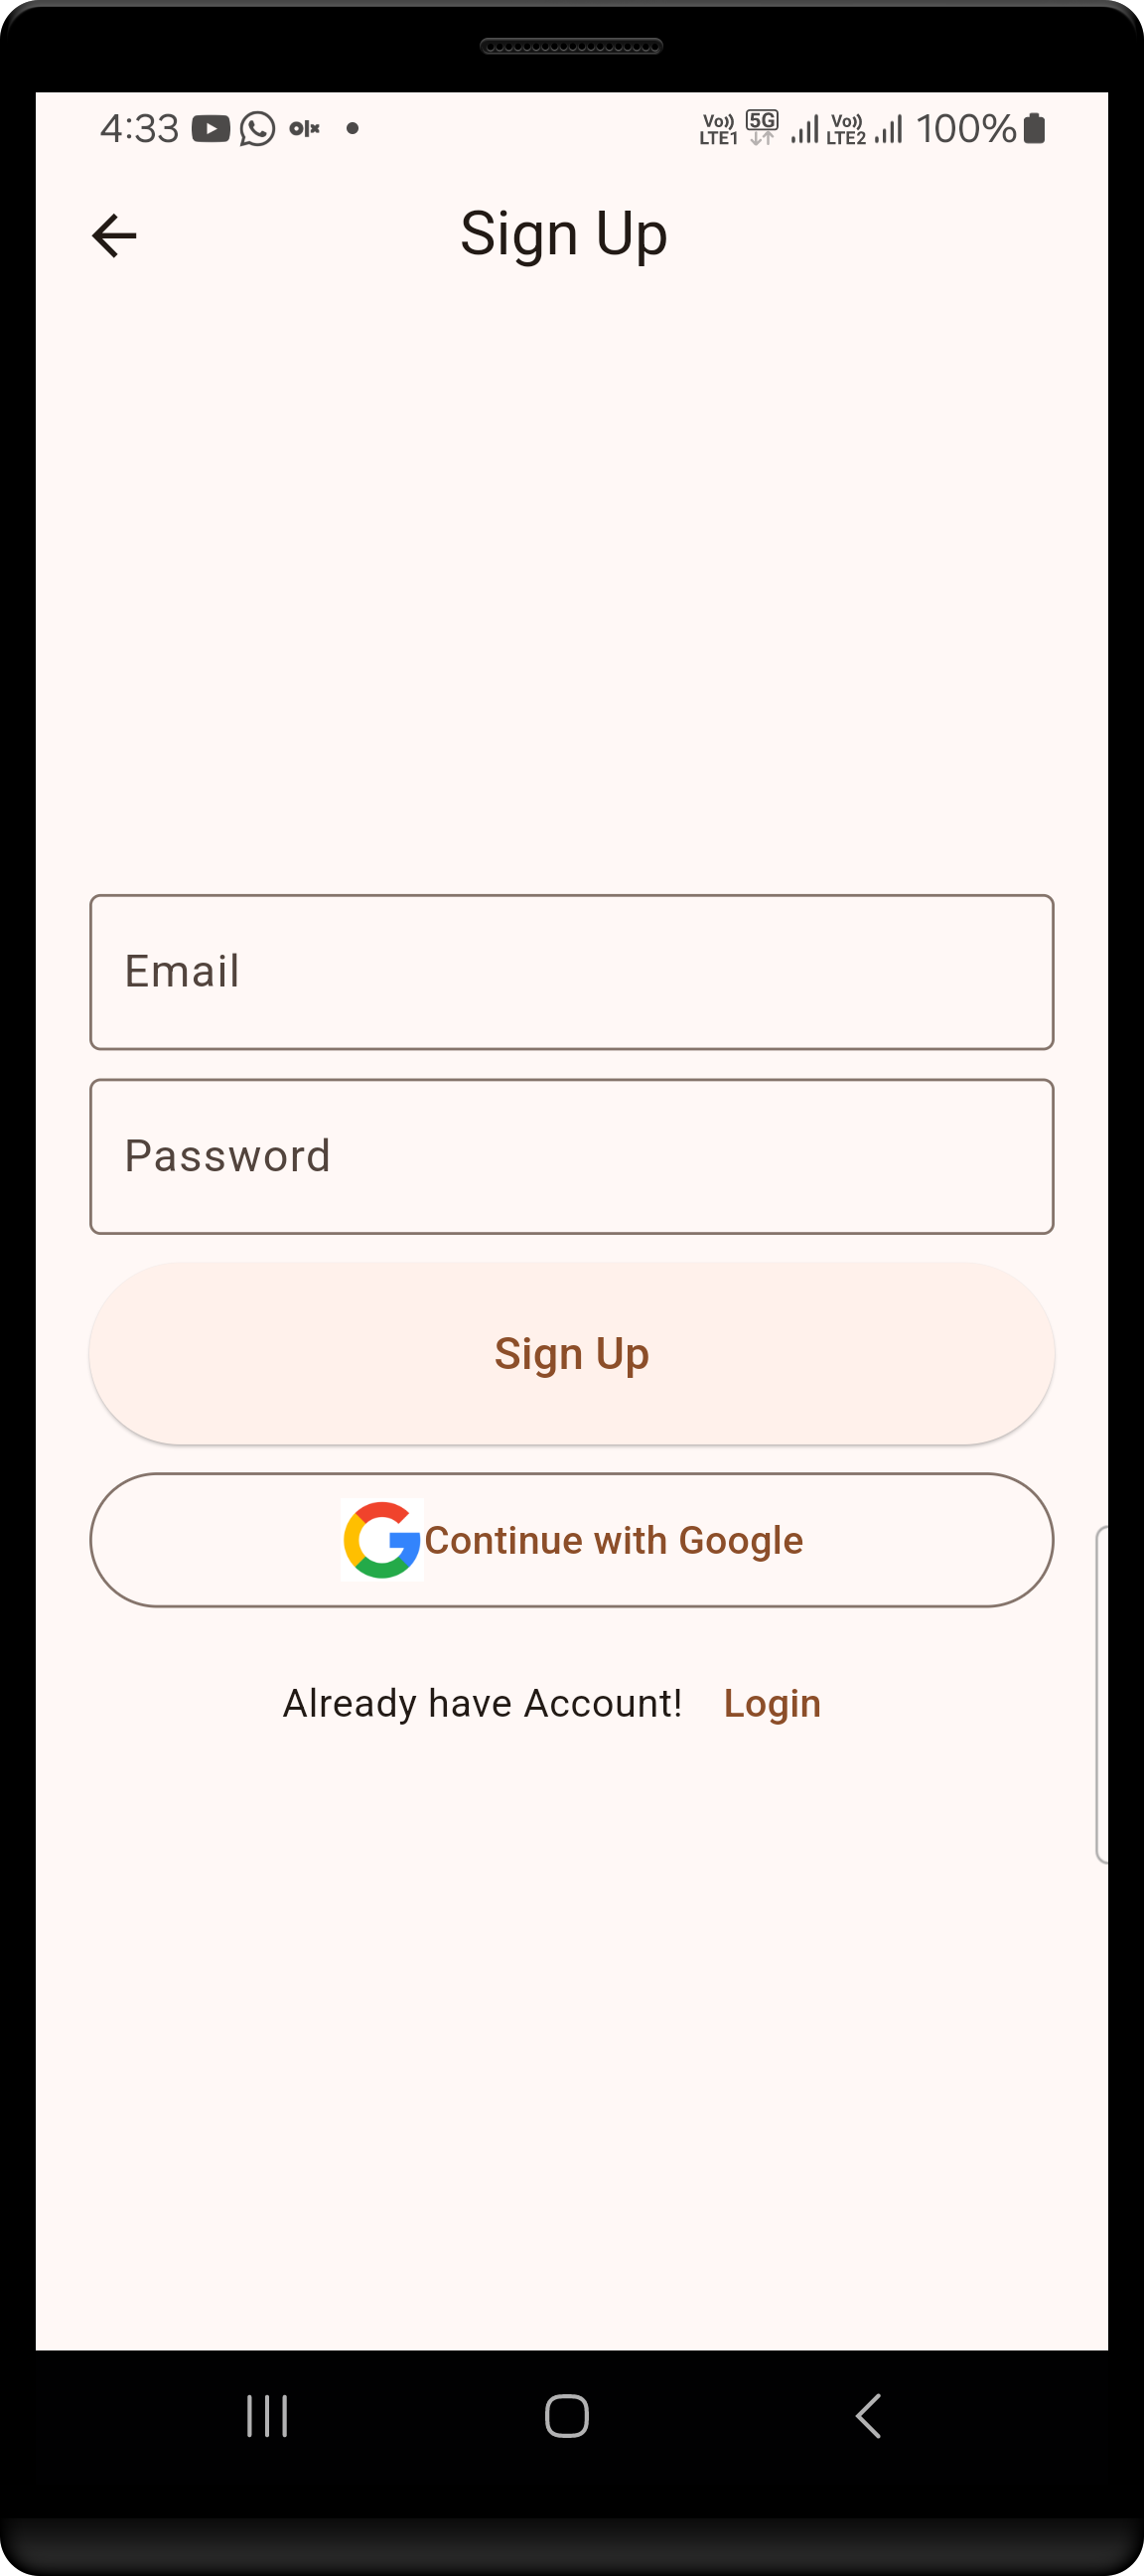 4:33 olx Vo)) LTE1 5G Vo)) LTE2 100%
Sign Up
Email
Password
Sign Up
Continue with Google
Already have Account! Login